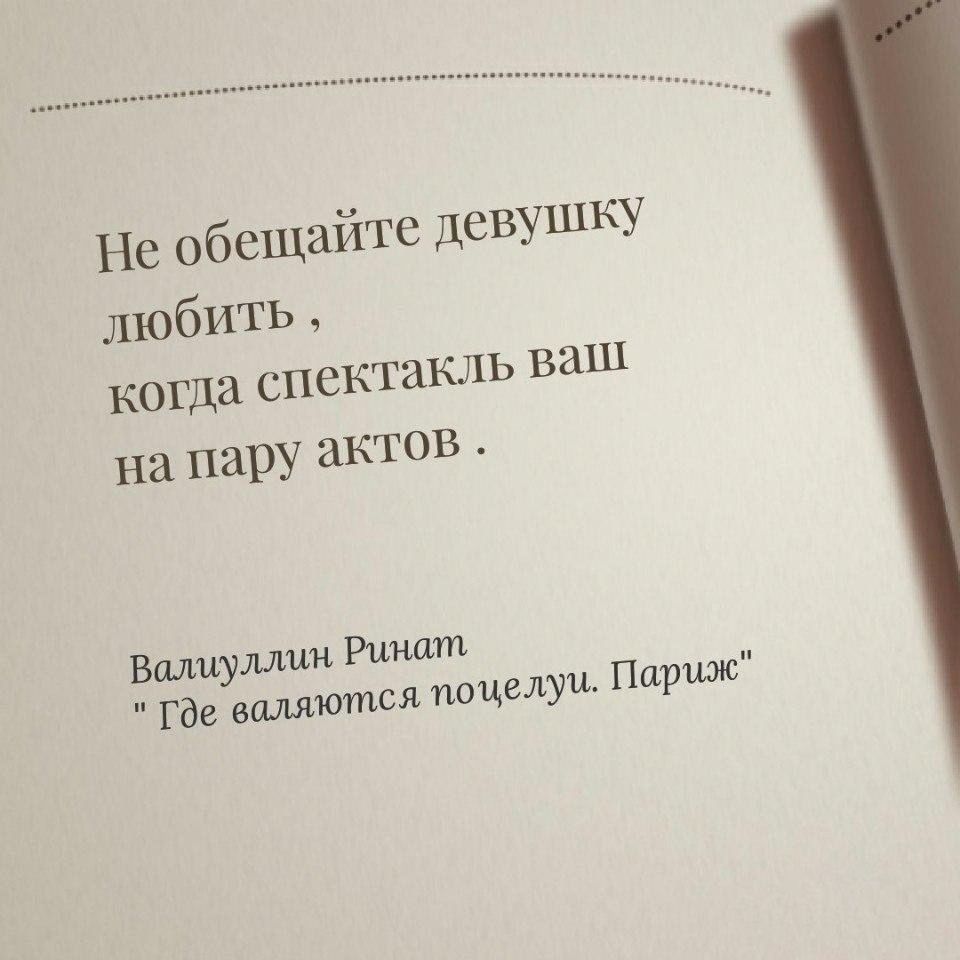 Не обещайте девушку
любить ,
когда спектакль ваш
на пару актов .
Валиуллин Ринат
" Где валяются поцелуи. Париж"